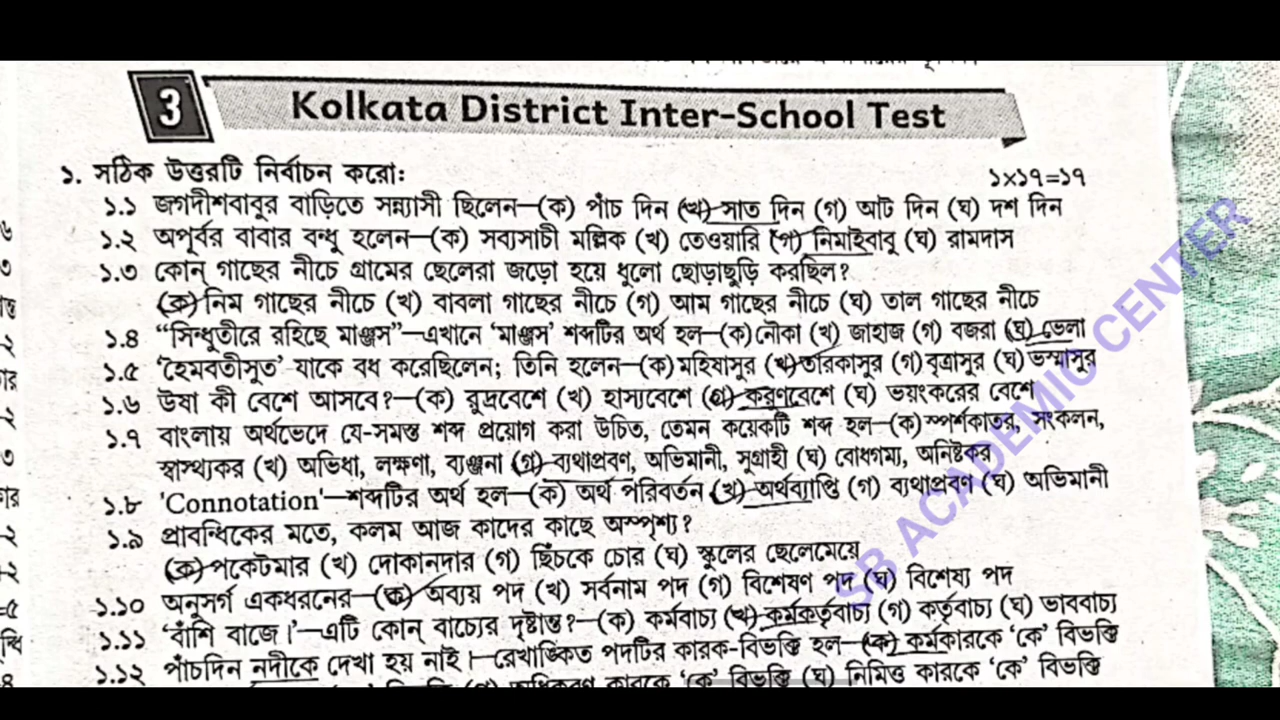 3
Kolkata District Inter-School Test
১. সঠিক উত্তরটি নির্বাচন করো: ১×১৭=১৭
১.১ জগদীশবাবুর বাড়িতে সন্ন্যাসী ছিলেন—(ক) পাঁচ দিন (খ) সাত দিন (গ) আট দিন (ঘ) দশ দিন
১.২ অপূর্বর বাবার বন্ধু হলেন—(ক) সব্যসাচী মল্লিক (খ) তেওয়ারি (গ) নিমাইবাবু (ঘ) রামদাস
১.৩ কোন্ গাছের নীচে গ্রামের ছেলেরা জড়ো হয়ে ধুলো ছোড়াছুড়ি করছিল?
(ক) নিম গাছের নীচে (খ) বাবলা গাছের নীচে (গ) আম গাছের নীচে (ঘ) তাল গাছের নীচে
১.৪ “সিন্ধুতীরে রহিছে মাঞ্জস”—এখানে ‘মাঞ্জস’ শব্দটির অর্থ হল—(ক) নৌকা (খ) জাহাজ (গ) বজরা (ঘ) ভেলা
১.৫ ‘হৈমবতীসুত’ যাকে বধ করেছিলেন; তিনি হলেন—(ক) মহিষাসুর (খ) তারকাসুর (গ) বৃত্রাসুর (ঘ) ভস্মাসুর
১.৬ উষা কী বেশে আসবে?—(ক) রুদ্রবেশে (খ) হাস্যবেশে (গ) করুণবেশে (ঘ) ভয়ংকরের বেশে
১.৭ বাংলায় অর্থভেদে যে-সমস্ত শব্দ প্রয়োগ করা উচিত, তেমন কয়েকটি শব্দ হল—(ক) স্পর্শকাতর, সংকলন,
স্বাস্থ্যকর (খ) অভিধা, লক্ষণা, ব্যঞ্জনা (গ) ব্যথাপ্রবণ, অভিমানী, সুগ্রাহী (ঘ) বোধগম্য, অনিষ্টকর
১.৮ 'Connotation'—শব্দটির অর্থ হল—(ক) অর্থ পরিবর্তন (খ) অর্থব্যাপ্তি (গ) ব্যথাপ্রবণ (ঘ) অভিমানী
১.৯ প্রাবন্ধিকের মতে, কলম আজ কাদের কাছে অস্পৃশ্য?
(ক) পকেটমার (খ) দোকানদার (গ) ছিঁচকে চোর (ঘ) স্কুলের ছেলেমেয়ে
১.১০ অনুসর্গ একধরনের—(ক) অব্যয় পদ (খ) সর্বনাম পদ (গ) বিশেষণ পদ (ঘ) বিশেষ্য পদ
১.১১ ‘বাঁশি বাজে।’—এটি কোন্ বাচ্যের দৃষ্টান্ত?—(ক) কর্মবাচ্য (খ) কর্মকর্তৃবাচ্য (গ) কর্তৃবাচ্য (ঘ) ভাববাচ্য
১.১২ পাঁচদিন নদীকে দেখা হয় নাই।—রেখাঙ্কিত পদটির কারক-বিভক্তি হল—(ক) কর্মকারকে ‘কে’ বিভক্তি
অধিকরণ কারকে ‘কে’ বিভক্তি (ঘ) নিমিত্ত কারকে ‘কে’ বিভক্তি
SB ACADEMIC CENTER